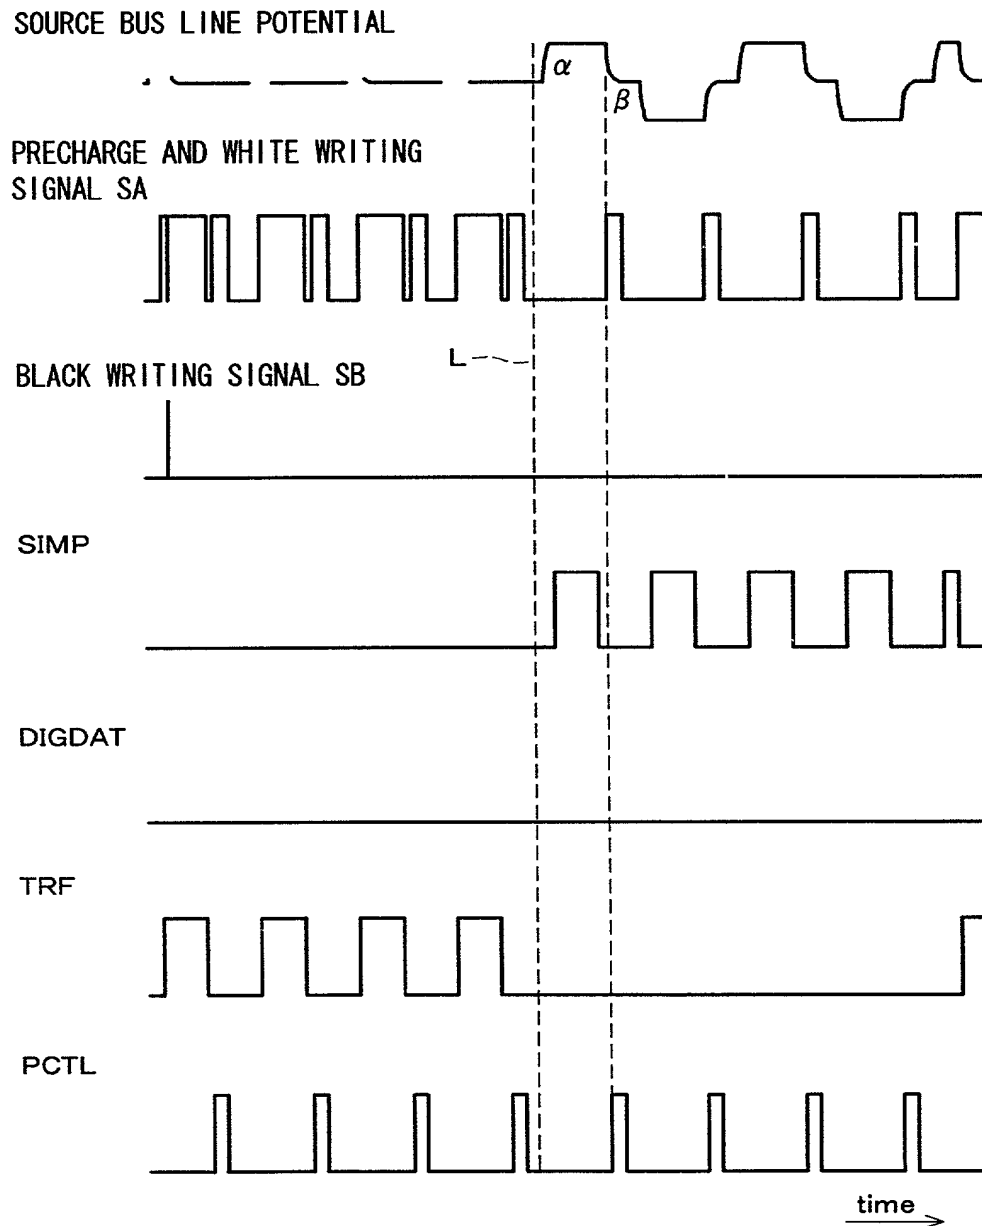 SOURCE BUS LINE POTENTIAL
α
β
PRECHARGE AND WHITE WRITING
SIGNAL SA
L
BLACK WRITING SIGNAL SB
SIMP
DIGDAT
TRF
PCTL
time